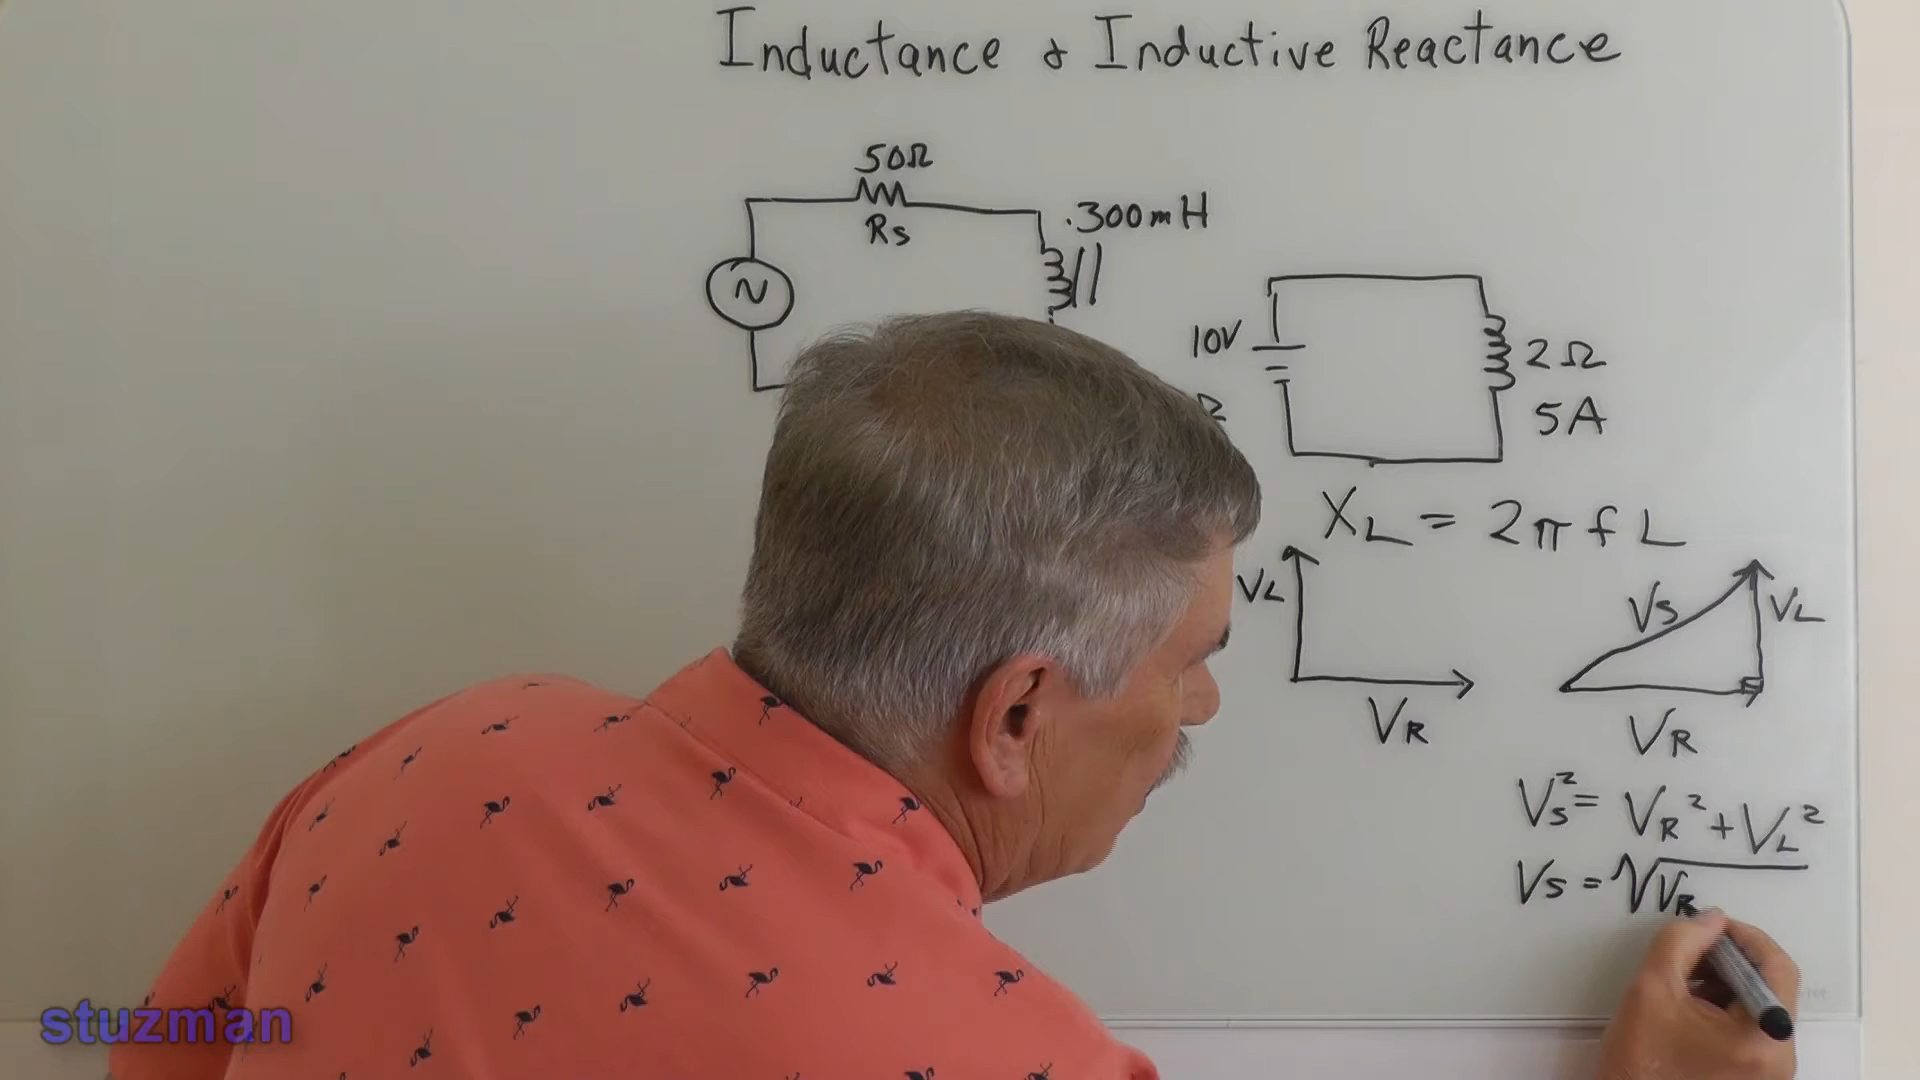 Inductance & Inductive Reactance
50Ω
Rs
.300mH
10V
2Ω
5A
XL = 2πfL
VL
VR
VS
VL
VR
Vs² = VR² + VL²
Vs = √VR
stuzman